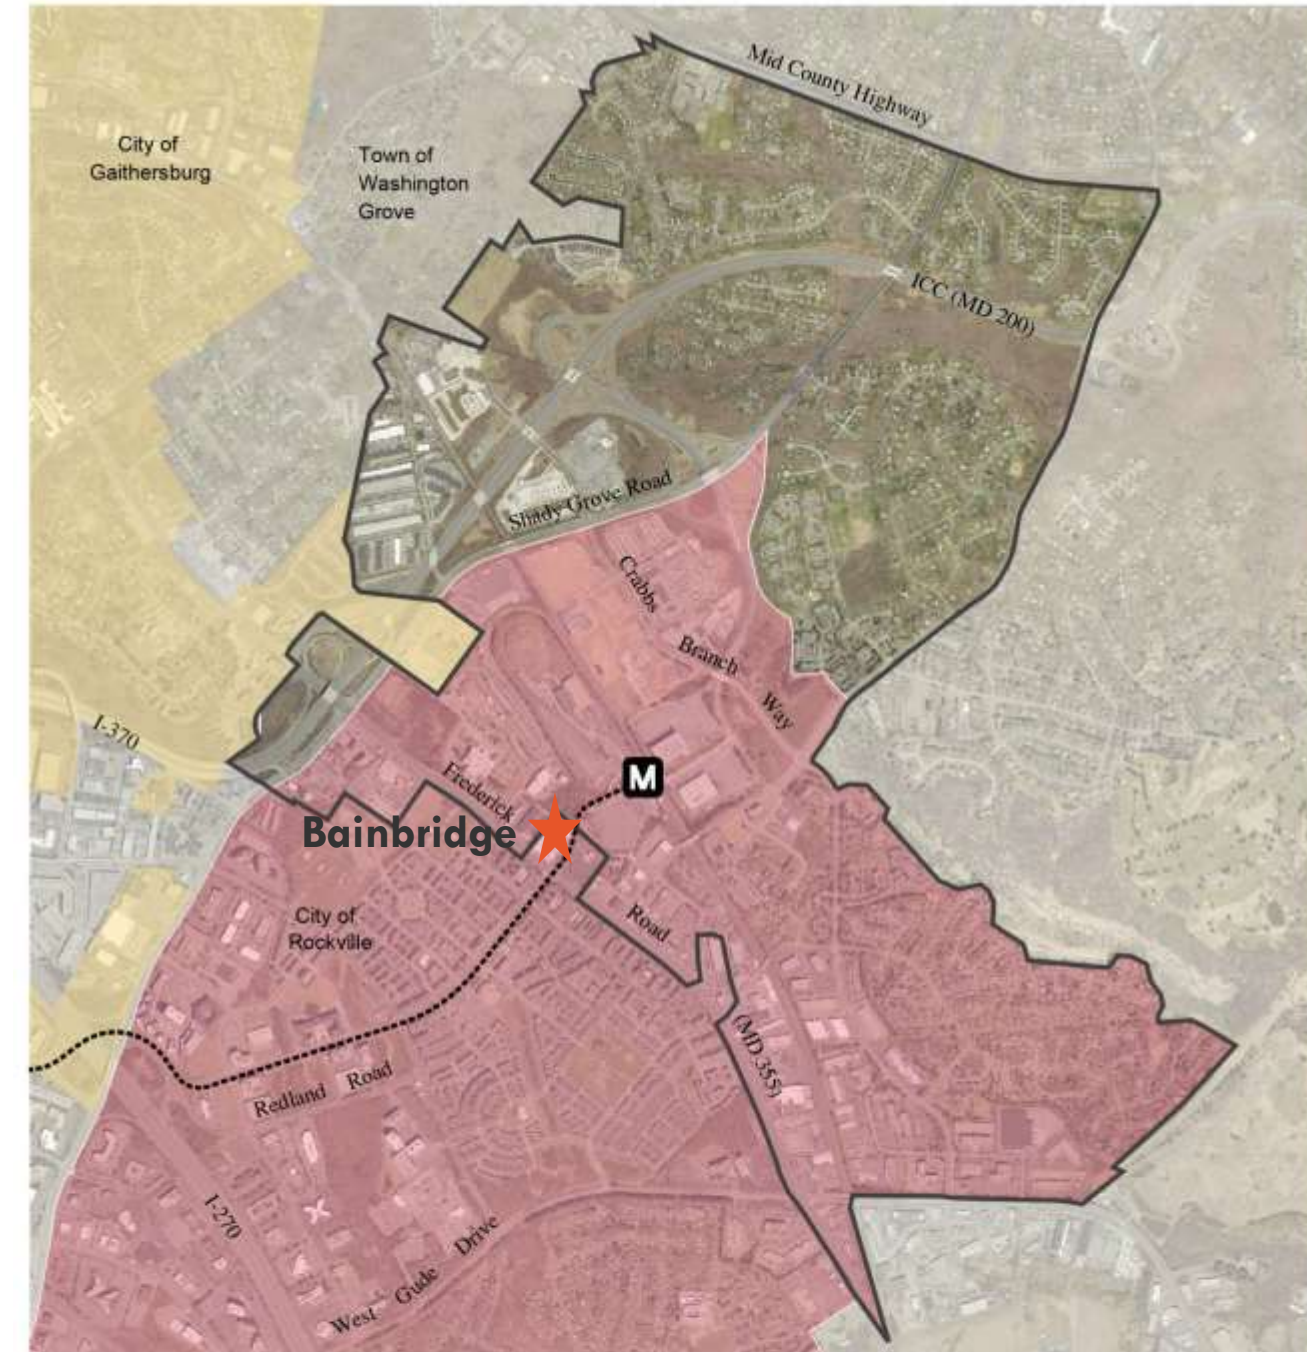 Mid County Highway
City of
Gaithersburg
Town of
Washington
Grove
ICC (MD 200)
Shady Grove Road
Crabbs
Branch
Way
I-370
M
Frederick
Bainbridge
City of
Rockville
Road
(MD 355)
Redland Road
I-270
West Gude Drive